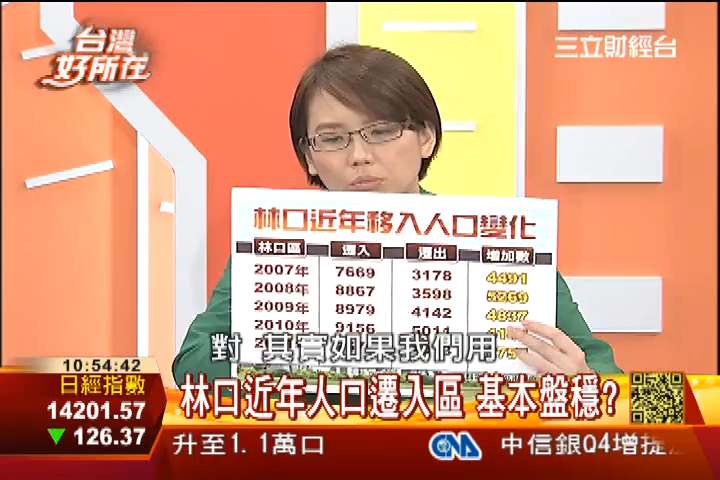 台灣
好所在
三立財經台
林口近年移入人口變化
林口區 遷入 遷出 增加數
2007年 7669 3178 4491
2008年 8867 3598 5269
2009年 8979 4142 4837
2010年 9156 5011
對 其實如果我們用
10:54:42
日經指數
14201.57
▼ 126.37
林口近年人口遷入區 基本盤穩?
升至1.1萬口
CNA 中信銀Q4增提